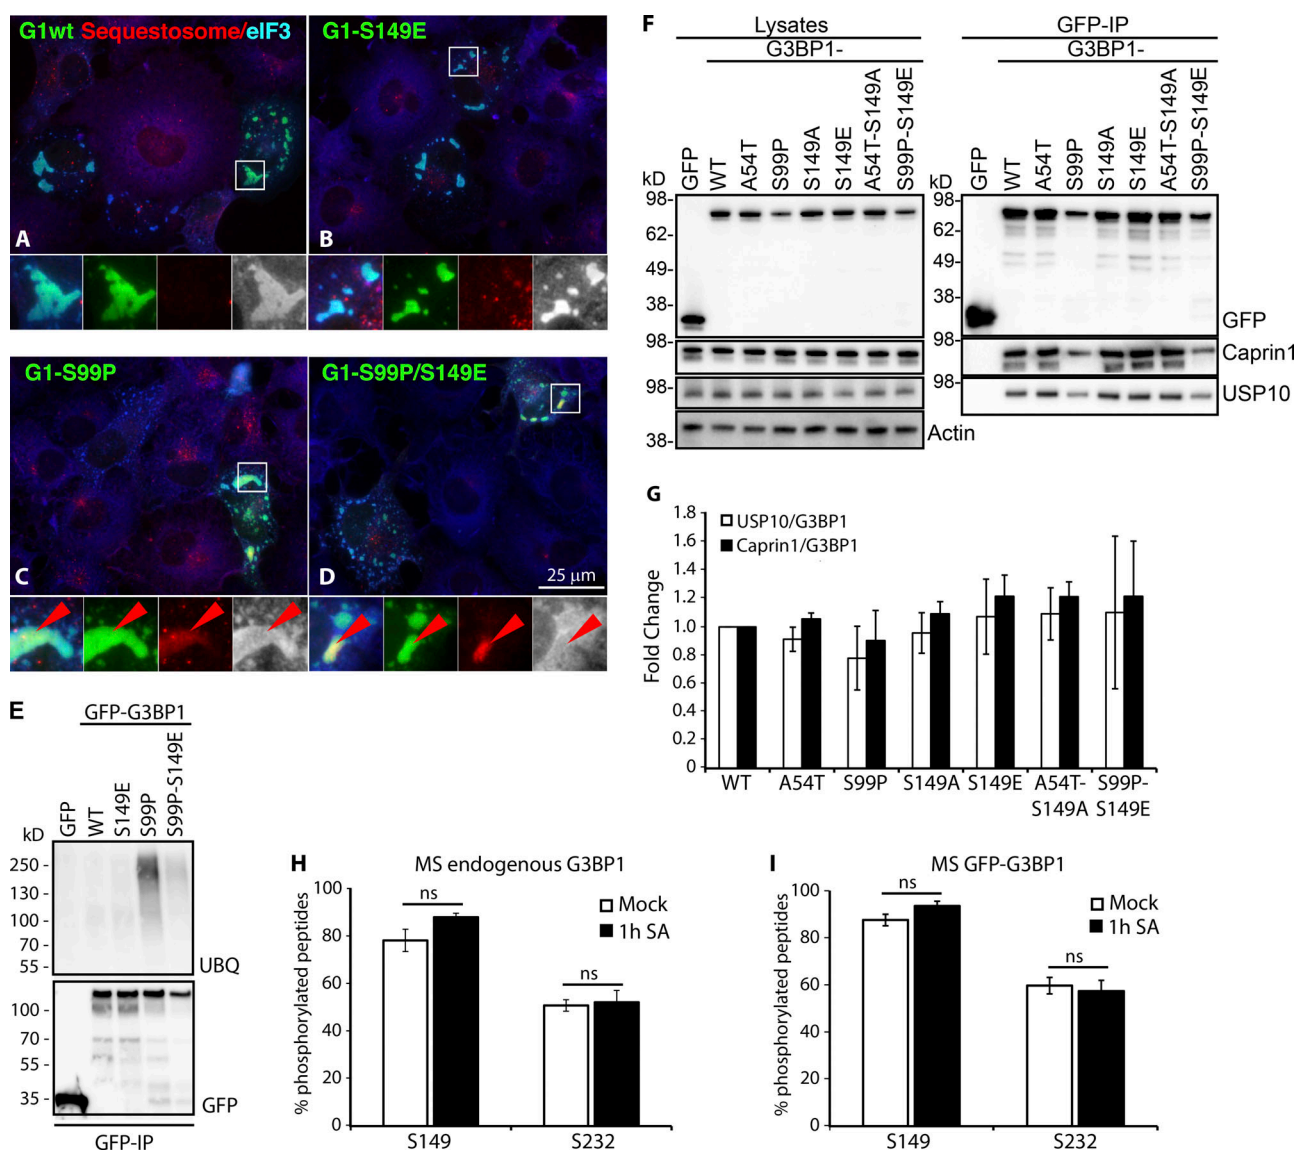 G1wt Sequestosome/eIF3
A
G1-S149E
B
G1-S99P
C
G1-S99P/S149E
D
25 μm
E
GFP-G3BP1
GFP
WT
S149E
S99P
S99P-S149E
kD
250
130
100
70
55
UBQ
100
70
55
35
GFP
GFP-IP
F
Lysates
G3BP1-
GFP
WT
A54T
S99P
S149A
S149E
A54T-S149A
S99P-S149E
kD
98
62
49
38
98
98
38
Actin
GFP-IP
G3BP1-
GFP
WT
A54T
S99P
S149A
S149E
A54T-S149A
S99P-S149E
kD
98
62
49
38
98
98
GFP
Caprin1
USP10
G
USP10/G3BP1
Caprin1/G3BP1
Fold Change
1.8
1.6
1.4
1.2
1.0
0.8
0.6
0.4
0.2
0
WT
A54T
S99P
S149A
S149E
A54T-
S149A
S99P-
S149E
H
MS endogenous G3BP1
% phosphorylated peptides
100
80
60
40
20
0
ns
ns
Mock
1h SA
S149
S232
I
MS GFP-G3BP1
% phosphorylated peptides
100
80
60
40
20
0
ns
ns
Mock
1h SA
S149
S232